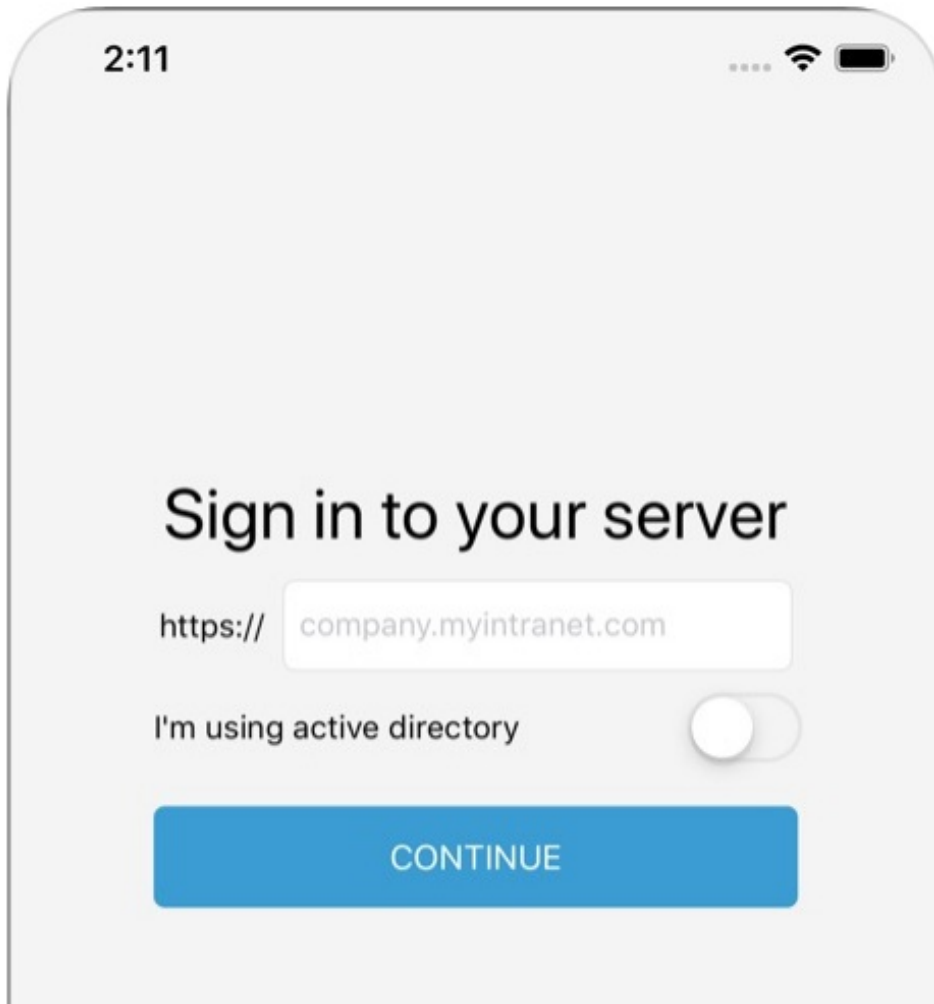 2:11
Sign in to your server
https:// company.myintranet.com
I'm using active directory
CONTINUE